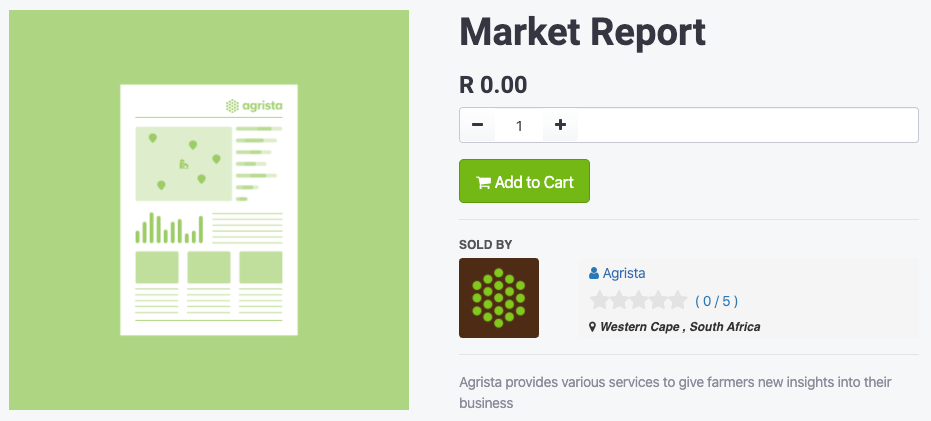 agrista
Market Report
R 0.00
1
Add to Cart
SOLD BY
Agrista
( 0 / 5 )
Western Cape , South Africa
Agrista provides various services to give farmers new insights into their
business